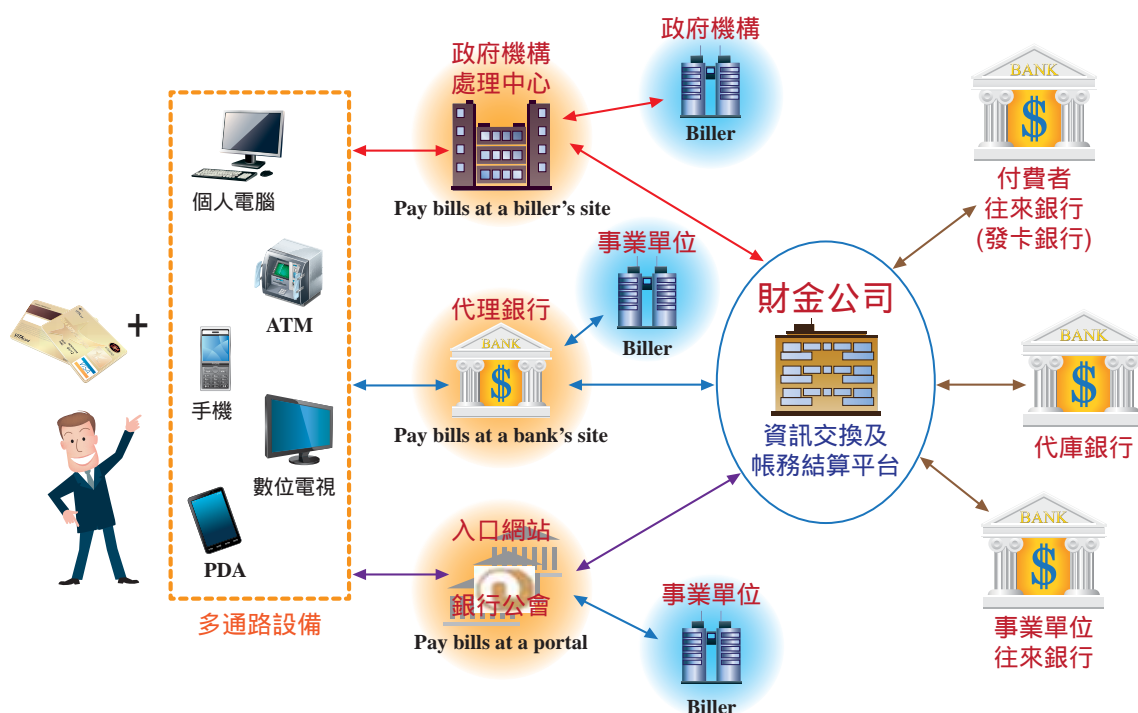 個人電腦
ATM
手機
數位電視
PDA
多通路設備
政府機構
處理中心
Pay bills at a biller's site
政府機構
Biller
代理銀行
BANK
$
Pay bills at a bank's site
事業單位
Biller
入口網站
銀行公會
Pay bills at a portal
事業單位
Biller
財金公司
資訊交換及
帳務結算平台
BANK
$
付費者
往來銀行
(發卡銀行)
BANK
$
代庫銀行
BANK
$
事業單位
往來銀行
+